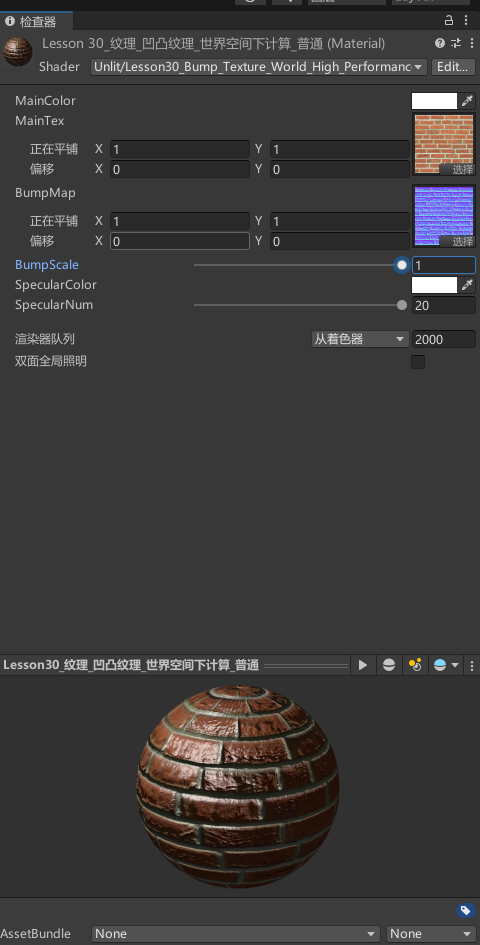 检查器
Lesson 30_纹理_凹凸纹理_世界空间下计算_普通 (Material)
Shader Unlit/Lesson30_Bump_Texture_World_High_Performanc Edit...
MainColor
MainTex
正在平铺 X 1 Y 1
偏移 X 0 Y 0
选择
BumpMap
正在平铺 X 1 Y 1
偏移 X 0 Y 0
选择
BumpScale 1
SpecularColor
SpecularNum 20
渲染器队列 从着色器 2000
双面全局照明
Lesson30_纹理_凹凸纹理_世界空间下计算_普通
AssetBundle None None